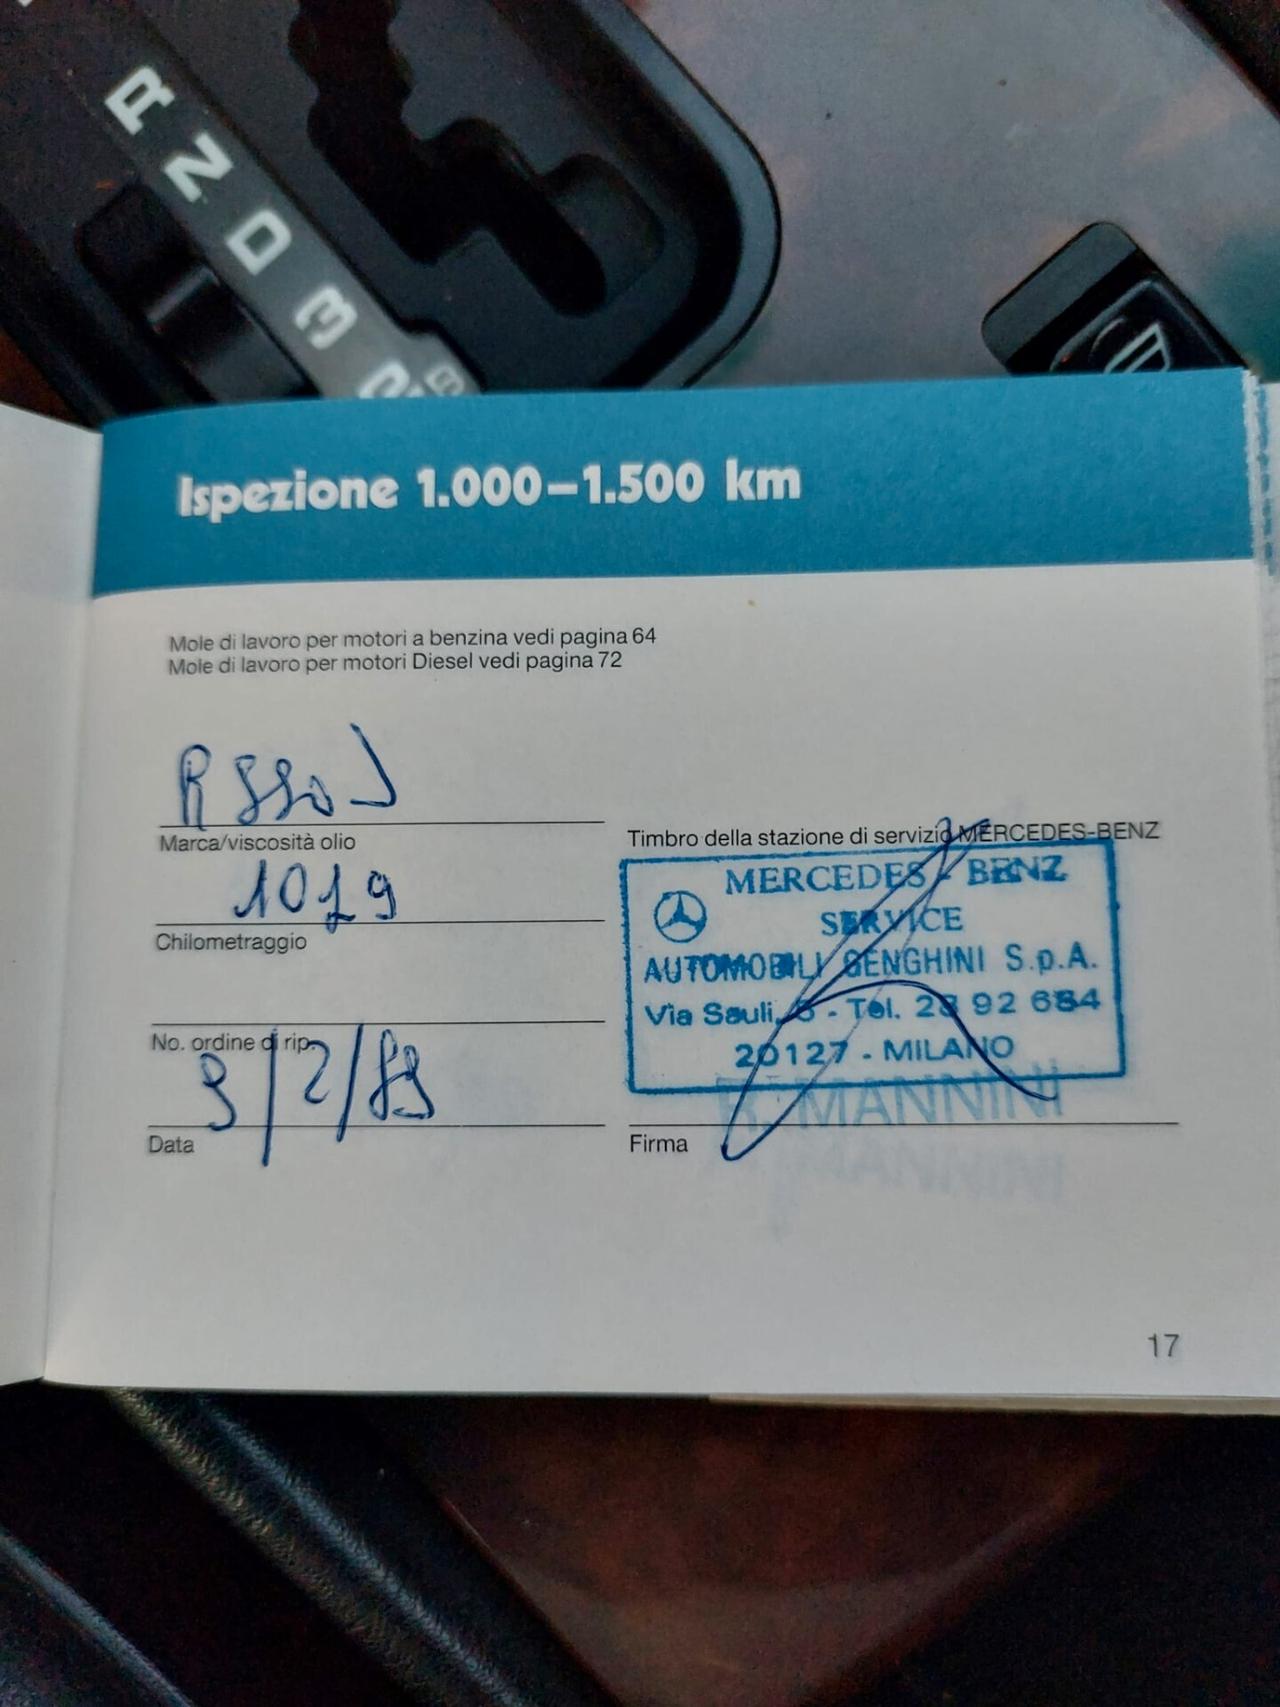 R
N
D
3
2
B
Ispezione 1.000–1.500 km
Mole di lavoro per motori a benzina vedi pagina 64
Mole di lavoro per motori Diesel vedi pagina 72
Marca/viscosità olio
1019
Chilometraggio
No. ordine di rip.
9/2/89
Data
Timbro della stazione di servizio MERCEDES-BENZ
MERCEDES - BENZ
SERVICE
AUTOMOBILI GENGHINI S.p.A.
Via Sauli, - Tel. 28 92 684
20127 - MILANO
R. MANNINI
MANNINI
Firma
17